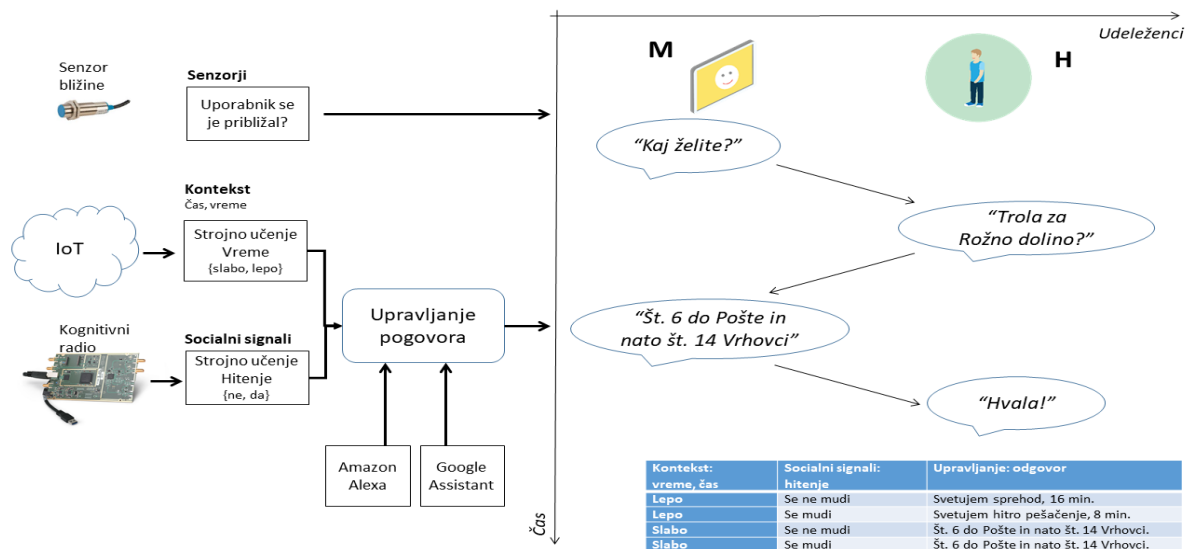 Senzor
bližine
Senzorji
Uporabnik se
je približal?
Kontekst
Čas, vreme
IoT
Strojno učenje
Vreme
{slabo, lepo}
Kognitivni
radio
Socialni signali
Strojno učenje
Hitenje
{ne, da}
Upravljanje
pogovora
Amazon
Alexa
Google
Assistant
Udeleženci
M
H
“Kaj želite?”
“Trola za
Rožno dolino?”
“Št. 6 do Pošte in
nato št. 14 Vrhovci”
“Hvala!”
Čas
Kontekst: Socialni signali: Upravljanje: odgovor
vreme, čas hitenje
Lepo Se ne mudi Svetujem sprehod, 16 min.
Lepo Se mudi Svetujem hitro pešačenje, 8 min.
Slabo Se ne mudi Št. 6 do Pošte in nato št. 14 Vrhovci.
Slabo Se mudi Št. 6 do Pošte in nato št. 14 Vrhovci.